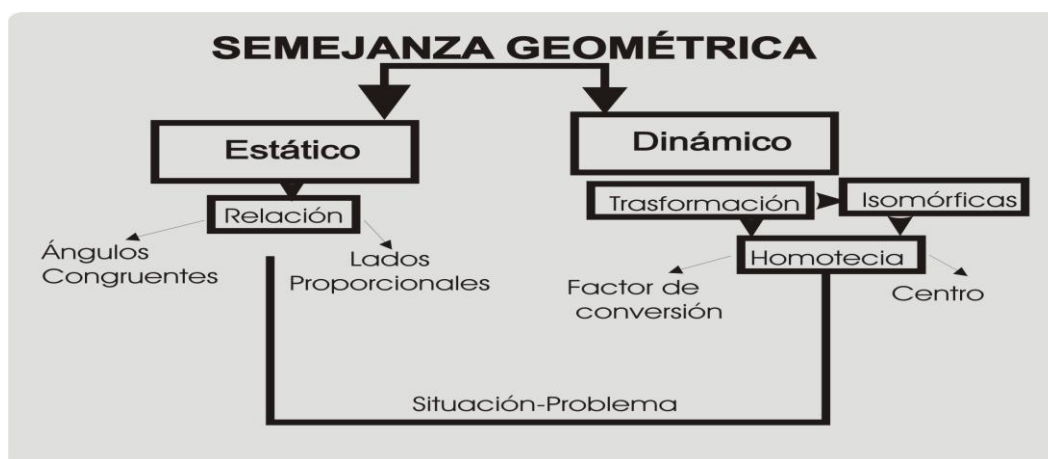 SEMEJANZA GEOMÉTRICA
Estático
Dinámico
Relación
Trasformación
Isomórficas
Ángulos
Congruentes
Lados
Proporcionales
Homotecia
Factor de
conversión
Centro
Situación-Problema